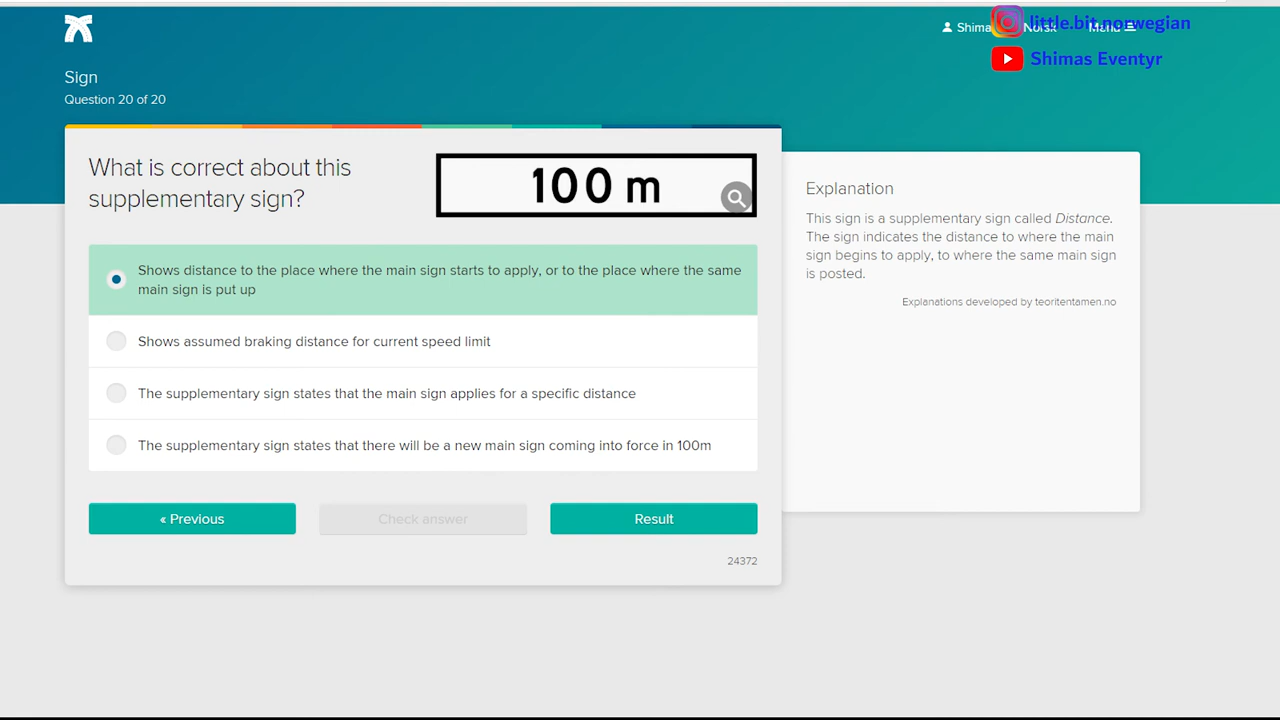 Shima
Norsk
Menu
little.bit.norwegian
Shimas Eventyr
Sign
Question 20 of 20
What is correct about this
supplementary sign?
100 m
Shows distance to the place where the main sign starts to apply, or to the place where the same
main sign is put up
Shows assumed braking distance for current speed limit
The supplementary sign states that the main sign applies for a specific distance
The supplementary sign states that there will be a new main sign coming into force in 100m
« Previous
Check answer
Result
24372
Explanation
This sign is a supplementary sign called Distance.
The sign indicates the distance to where the main
sign begins to apply, to where the same main sign
is posted.
Explanations developed by teoritentamen.no